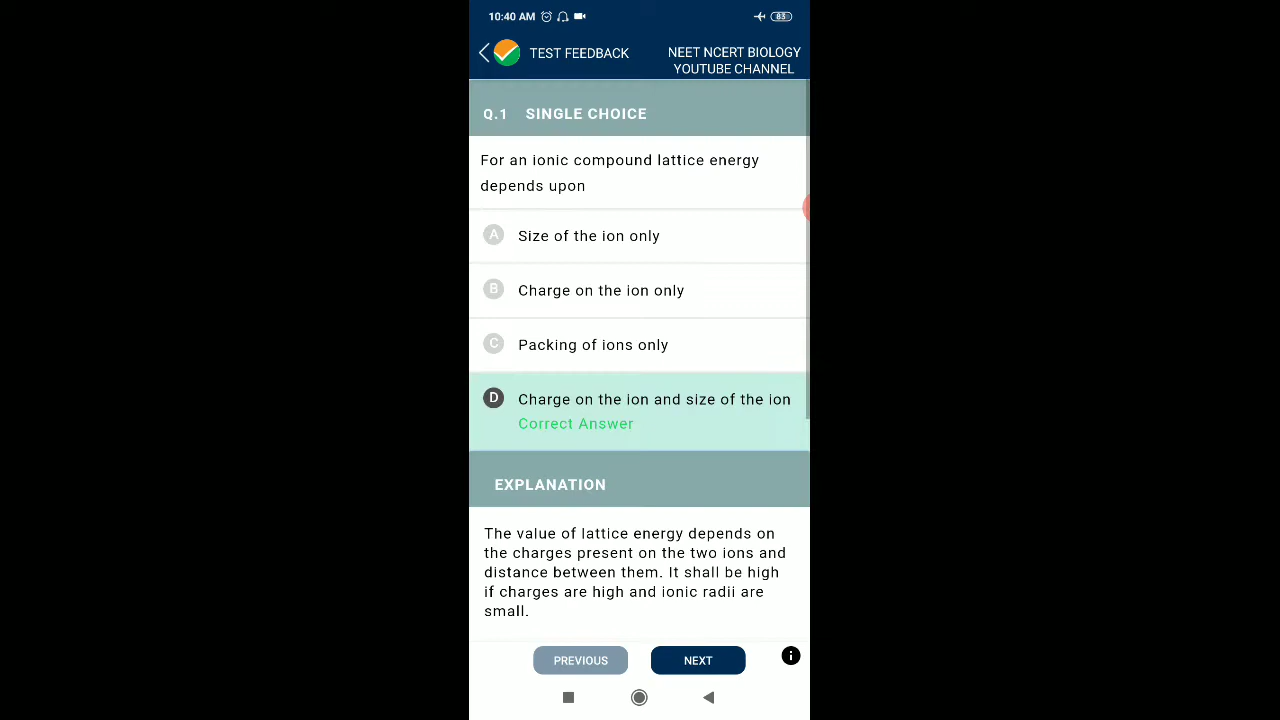 10:40 AM
83
TEST FEEDBACK
NEET NCERT BIOLOGY
YOUTUBE CHANNEL
Q.1 SINGLE CHOICE
For an ionic compound lattice energy
depends upon
A Size of the ion only
B Charge on the ion only
C Packing of ions only
D Charge on the ion and size of the ion
Correct Answer
EXPLANATION
The value of lattice energy depends on
the charges present on the two ions and
distance between them. It shall be high
if charges are high and ionic radii are
small.
PREVIOUS
NEXT
i